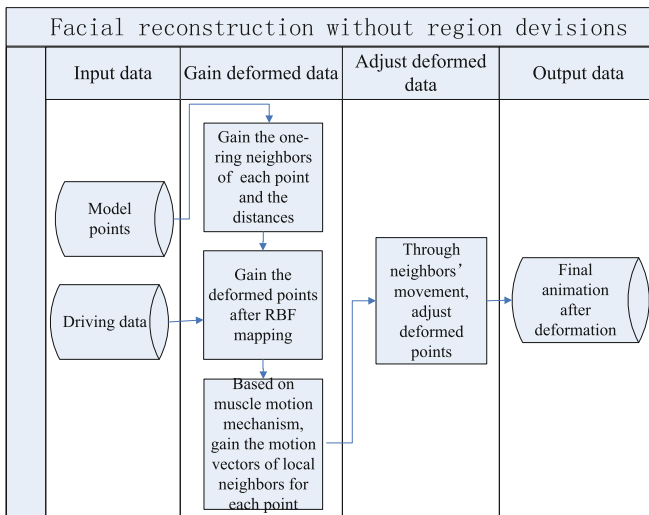 Facial reconstruction without region devisions
Input data
Gain deformed data
Adjust deformed
data
Output data
Model
points
Driving data
Gain the one-
ring neighbors
of each point
and the
distances
Gain the
deformed points
after RBF
mapping
Based on
muscle motion
mechanism,
gain the motion
vectors of local
neighbors for
each point
Through
neighbors’
movement,
adjust
deformed
points
Final
animation
after
deformation